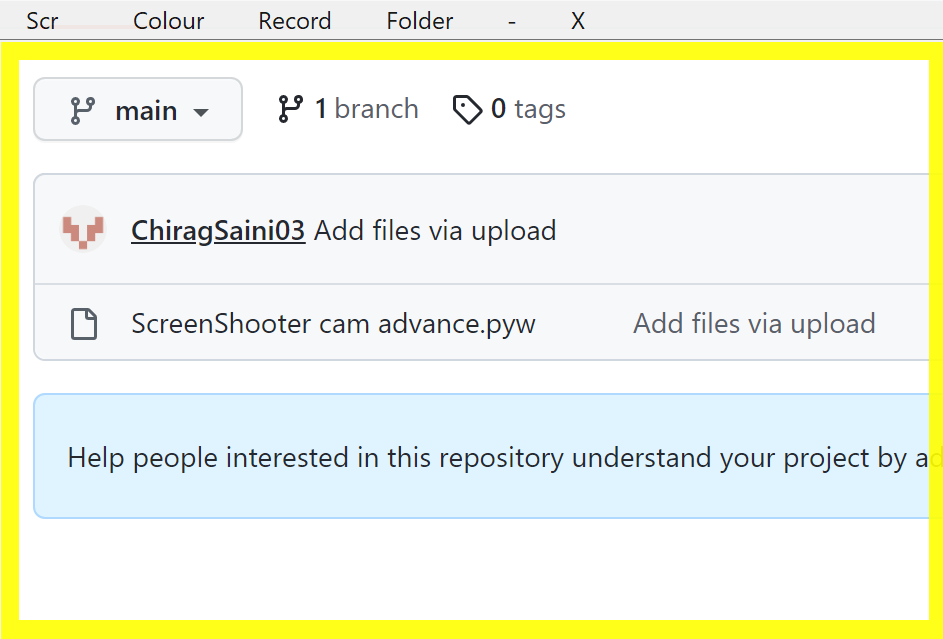 Scr Colour Record Folder - X
main 1 branch 0 tags
ChiragSaini03 Add files via upload
ScreenShooter cam advance.pyw Add files via upload
Help people interested in this repository understand your project by ad